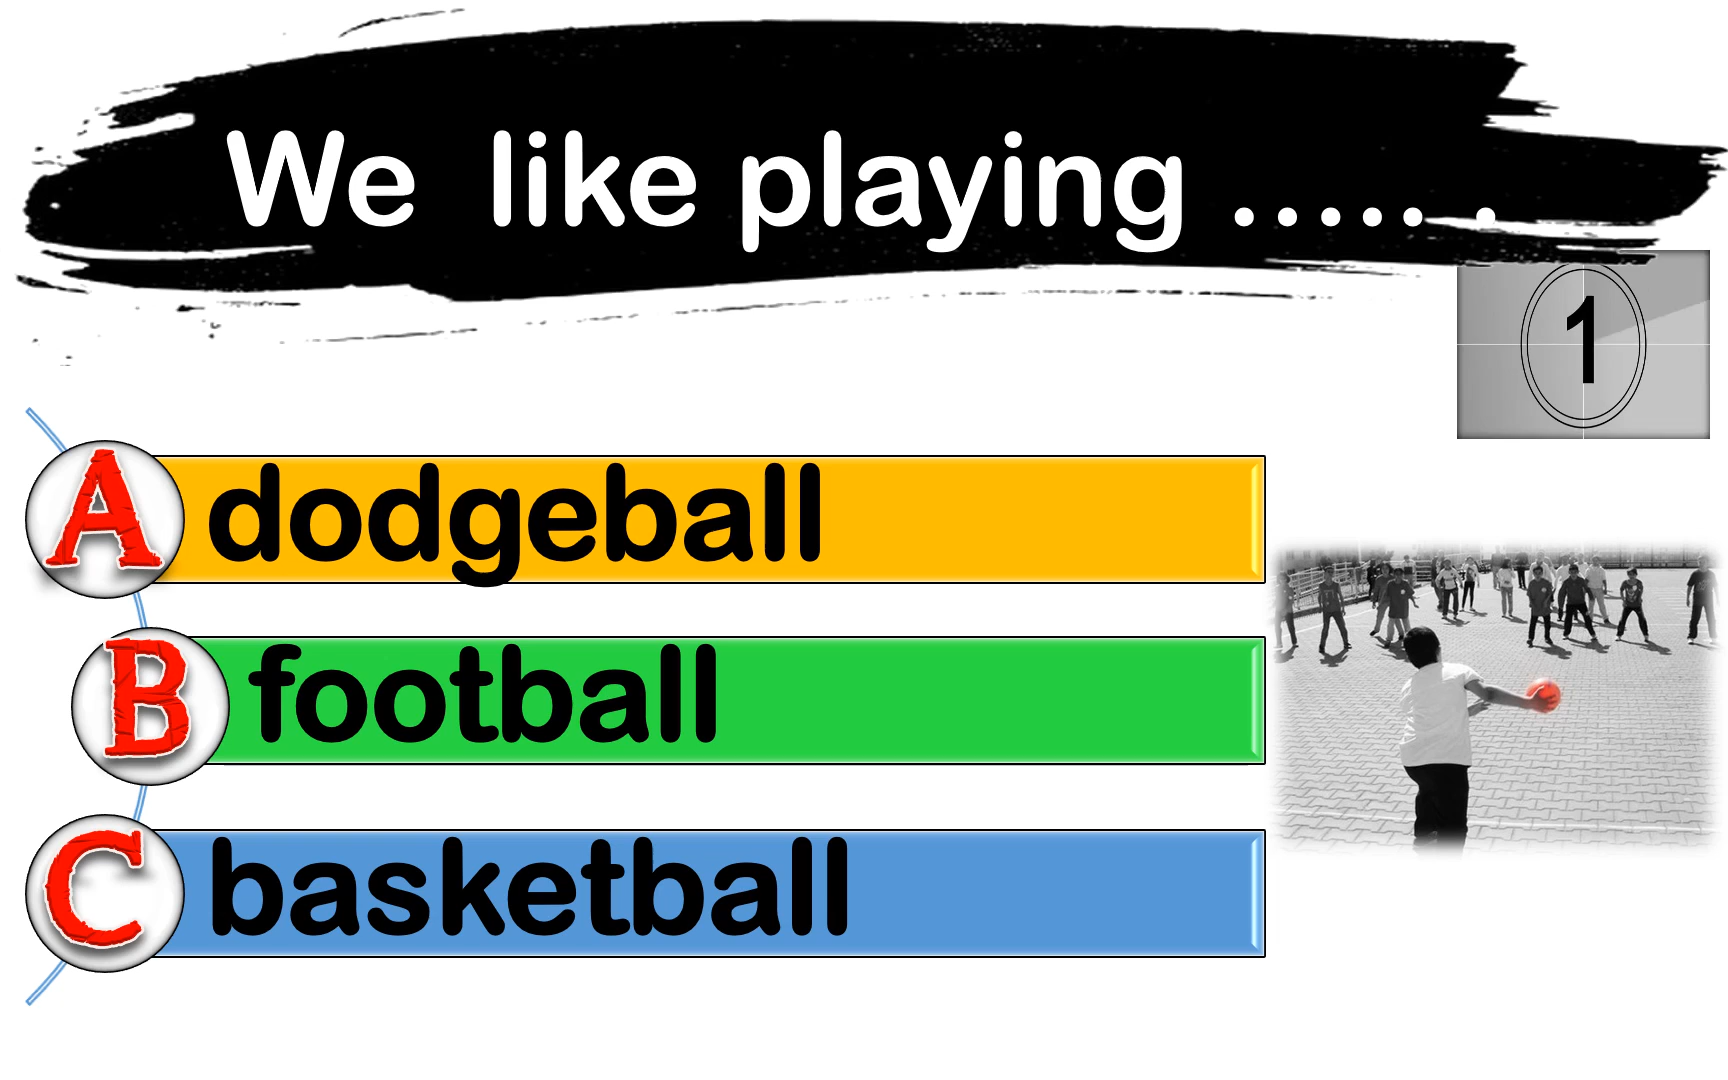 We like playing ..... .
1
A dodgeball
B football
C basketball